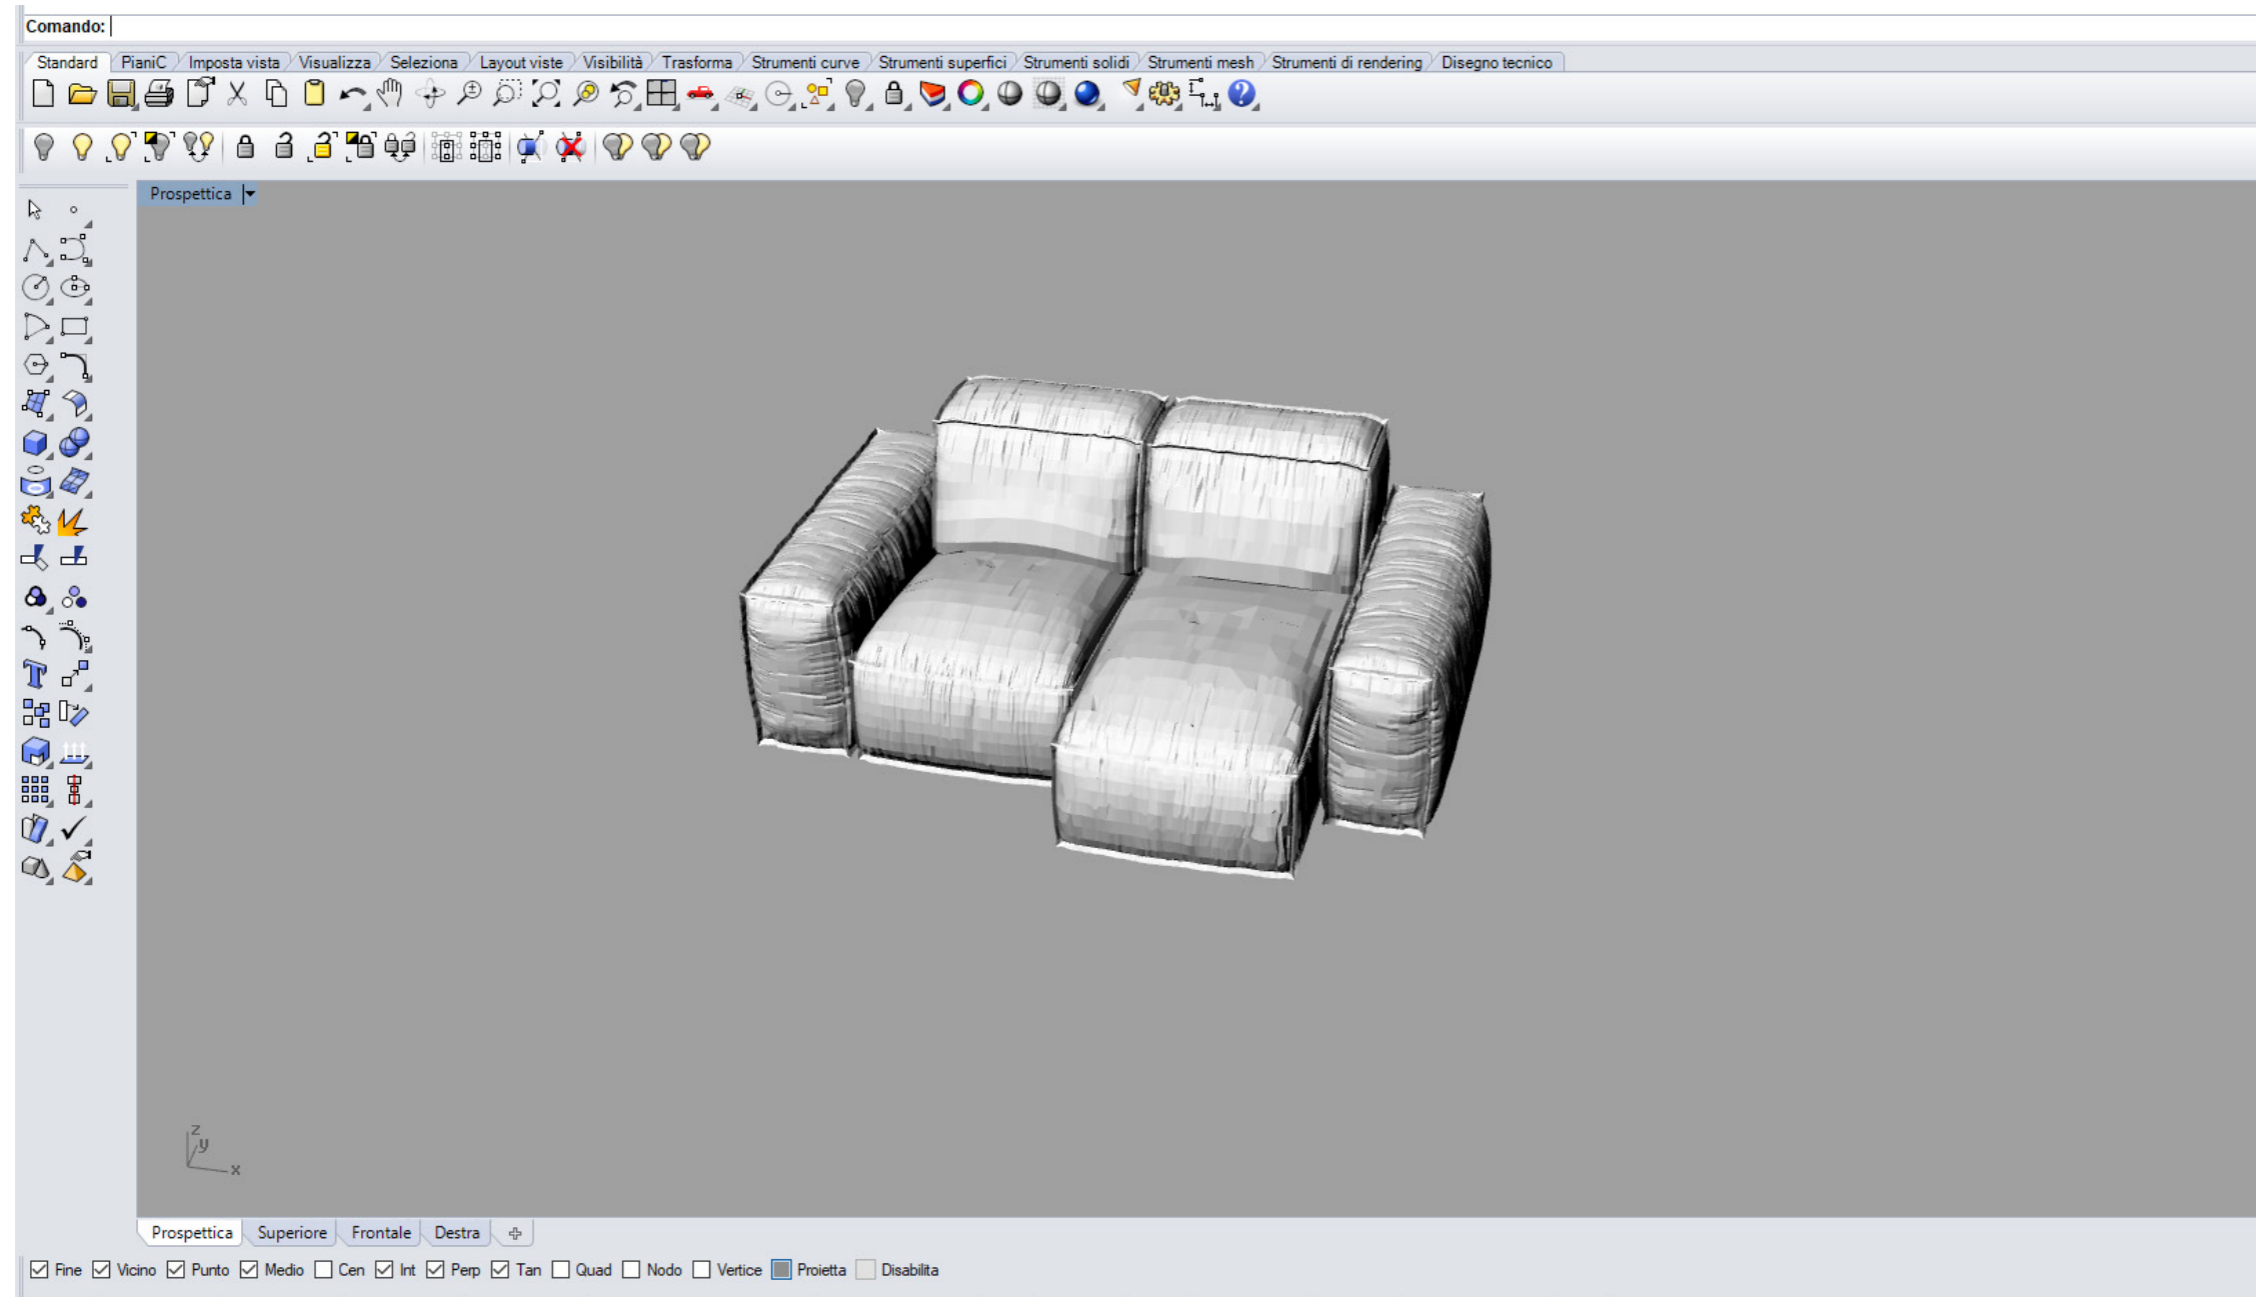 Comando:
Standard PianiC Imposta vista Visualizza Seleziona Layout viste Visibilità Trasforma Strumenti curve Strumenti superfici Strumenti solidi Strumenti mesh Strumenti di rendering Disegno tecnico
Prospettica
z
y
x
Prospettica Superiore Frontale Destra
Fine Vicino Punto Medio Cen Int Perp Tan Quad Nodo Vertice Proietta Disabilita